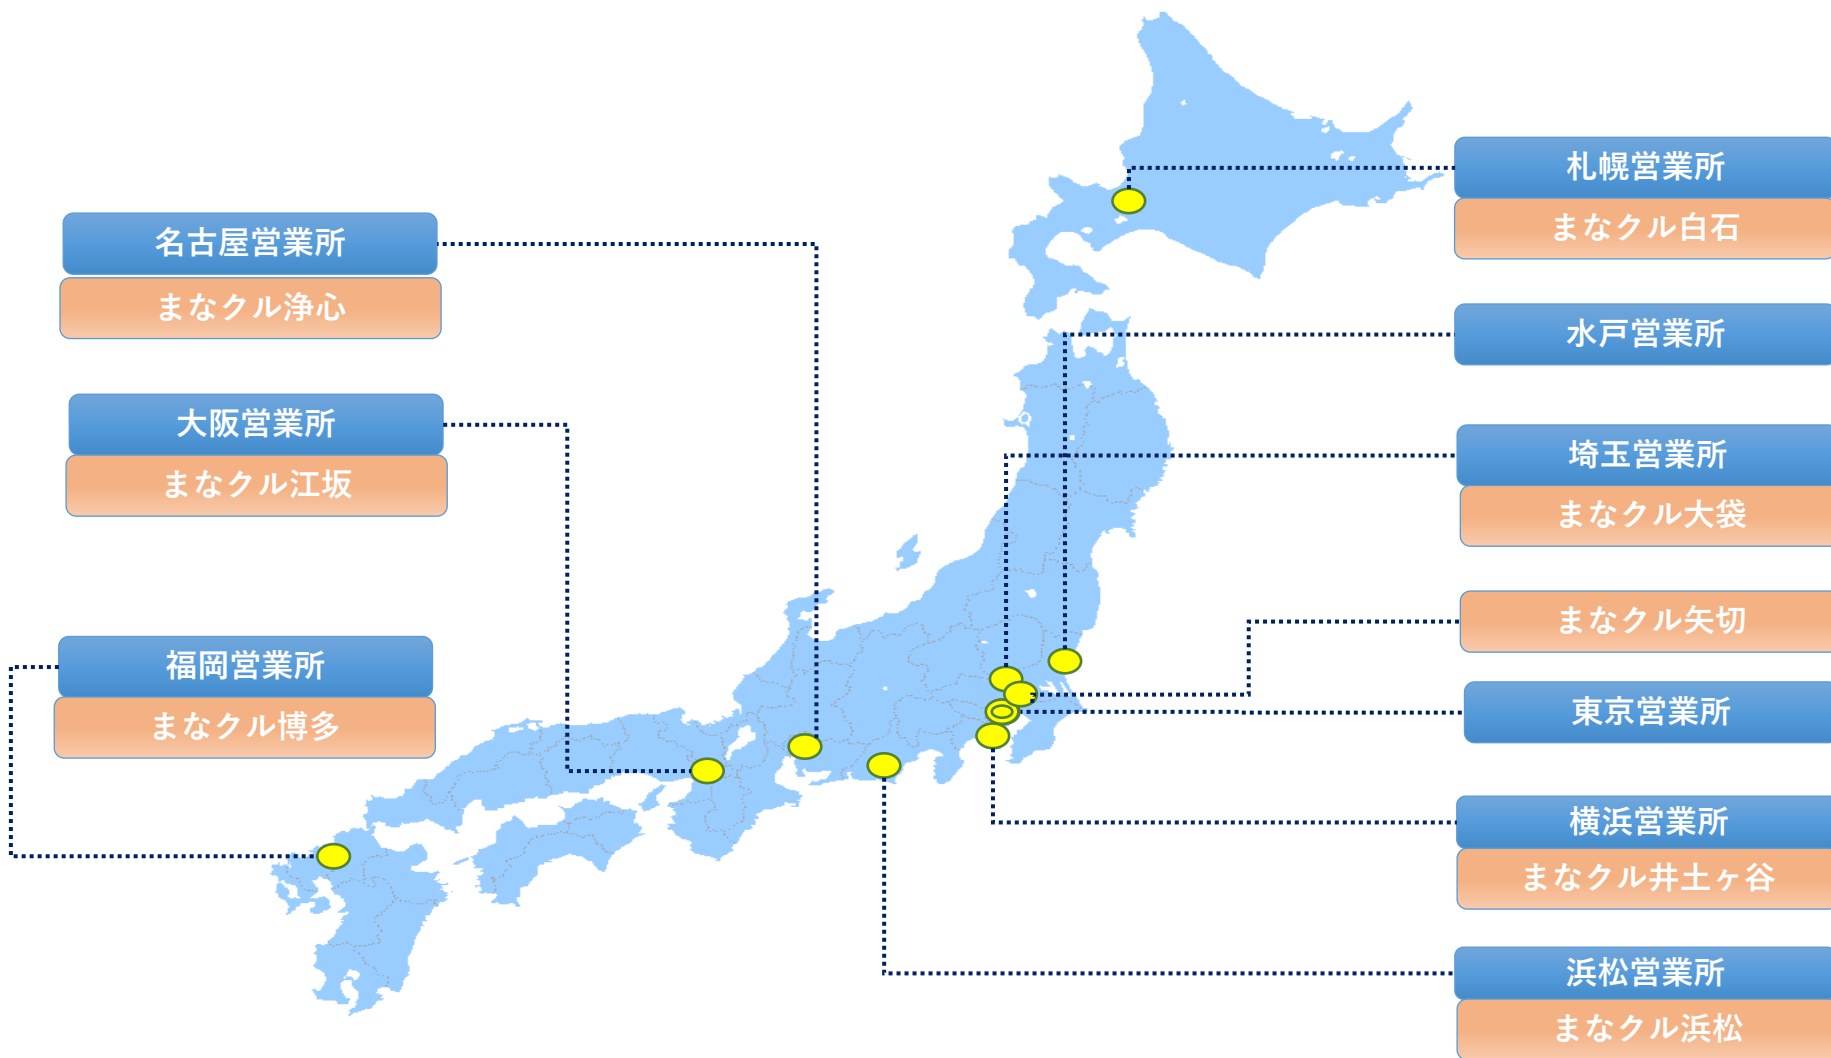 札幌営業所
まなクル白石
名古屋営業所
まなクル浄心
水戸営業所
大阪営業所
まなクル江坂
埼玉営業所
まなクル大袋
まなクル矢切
福岡営業所
まなクル博多
東京営業所
横浜営業所
まなクル井土ヶ谷
浜松営業所
まなクル浜松